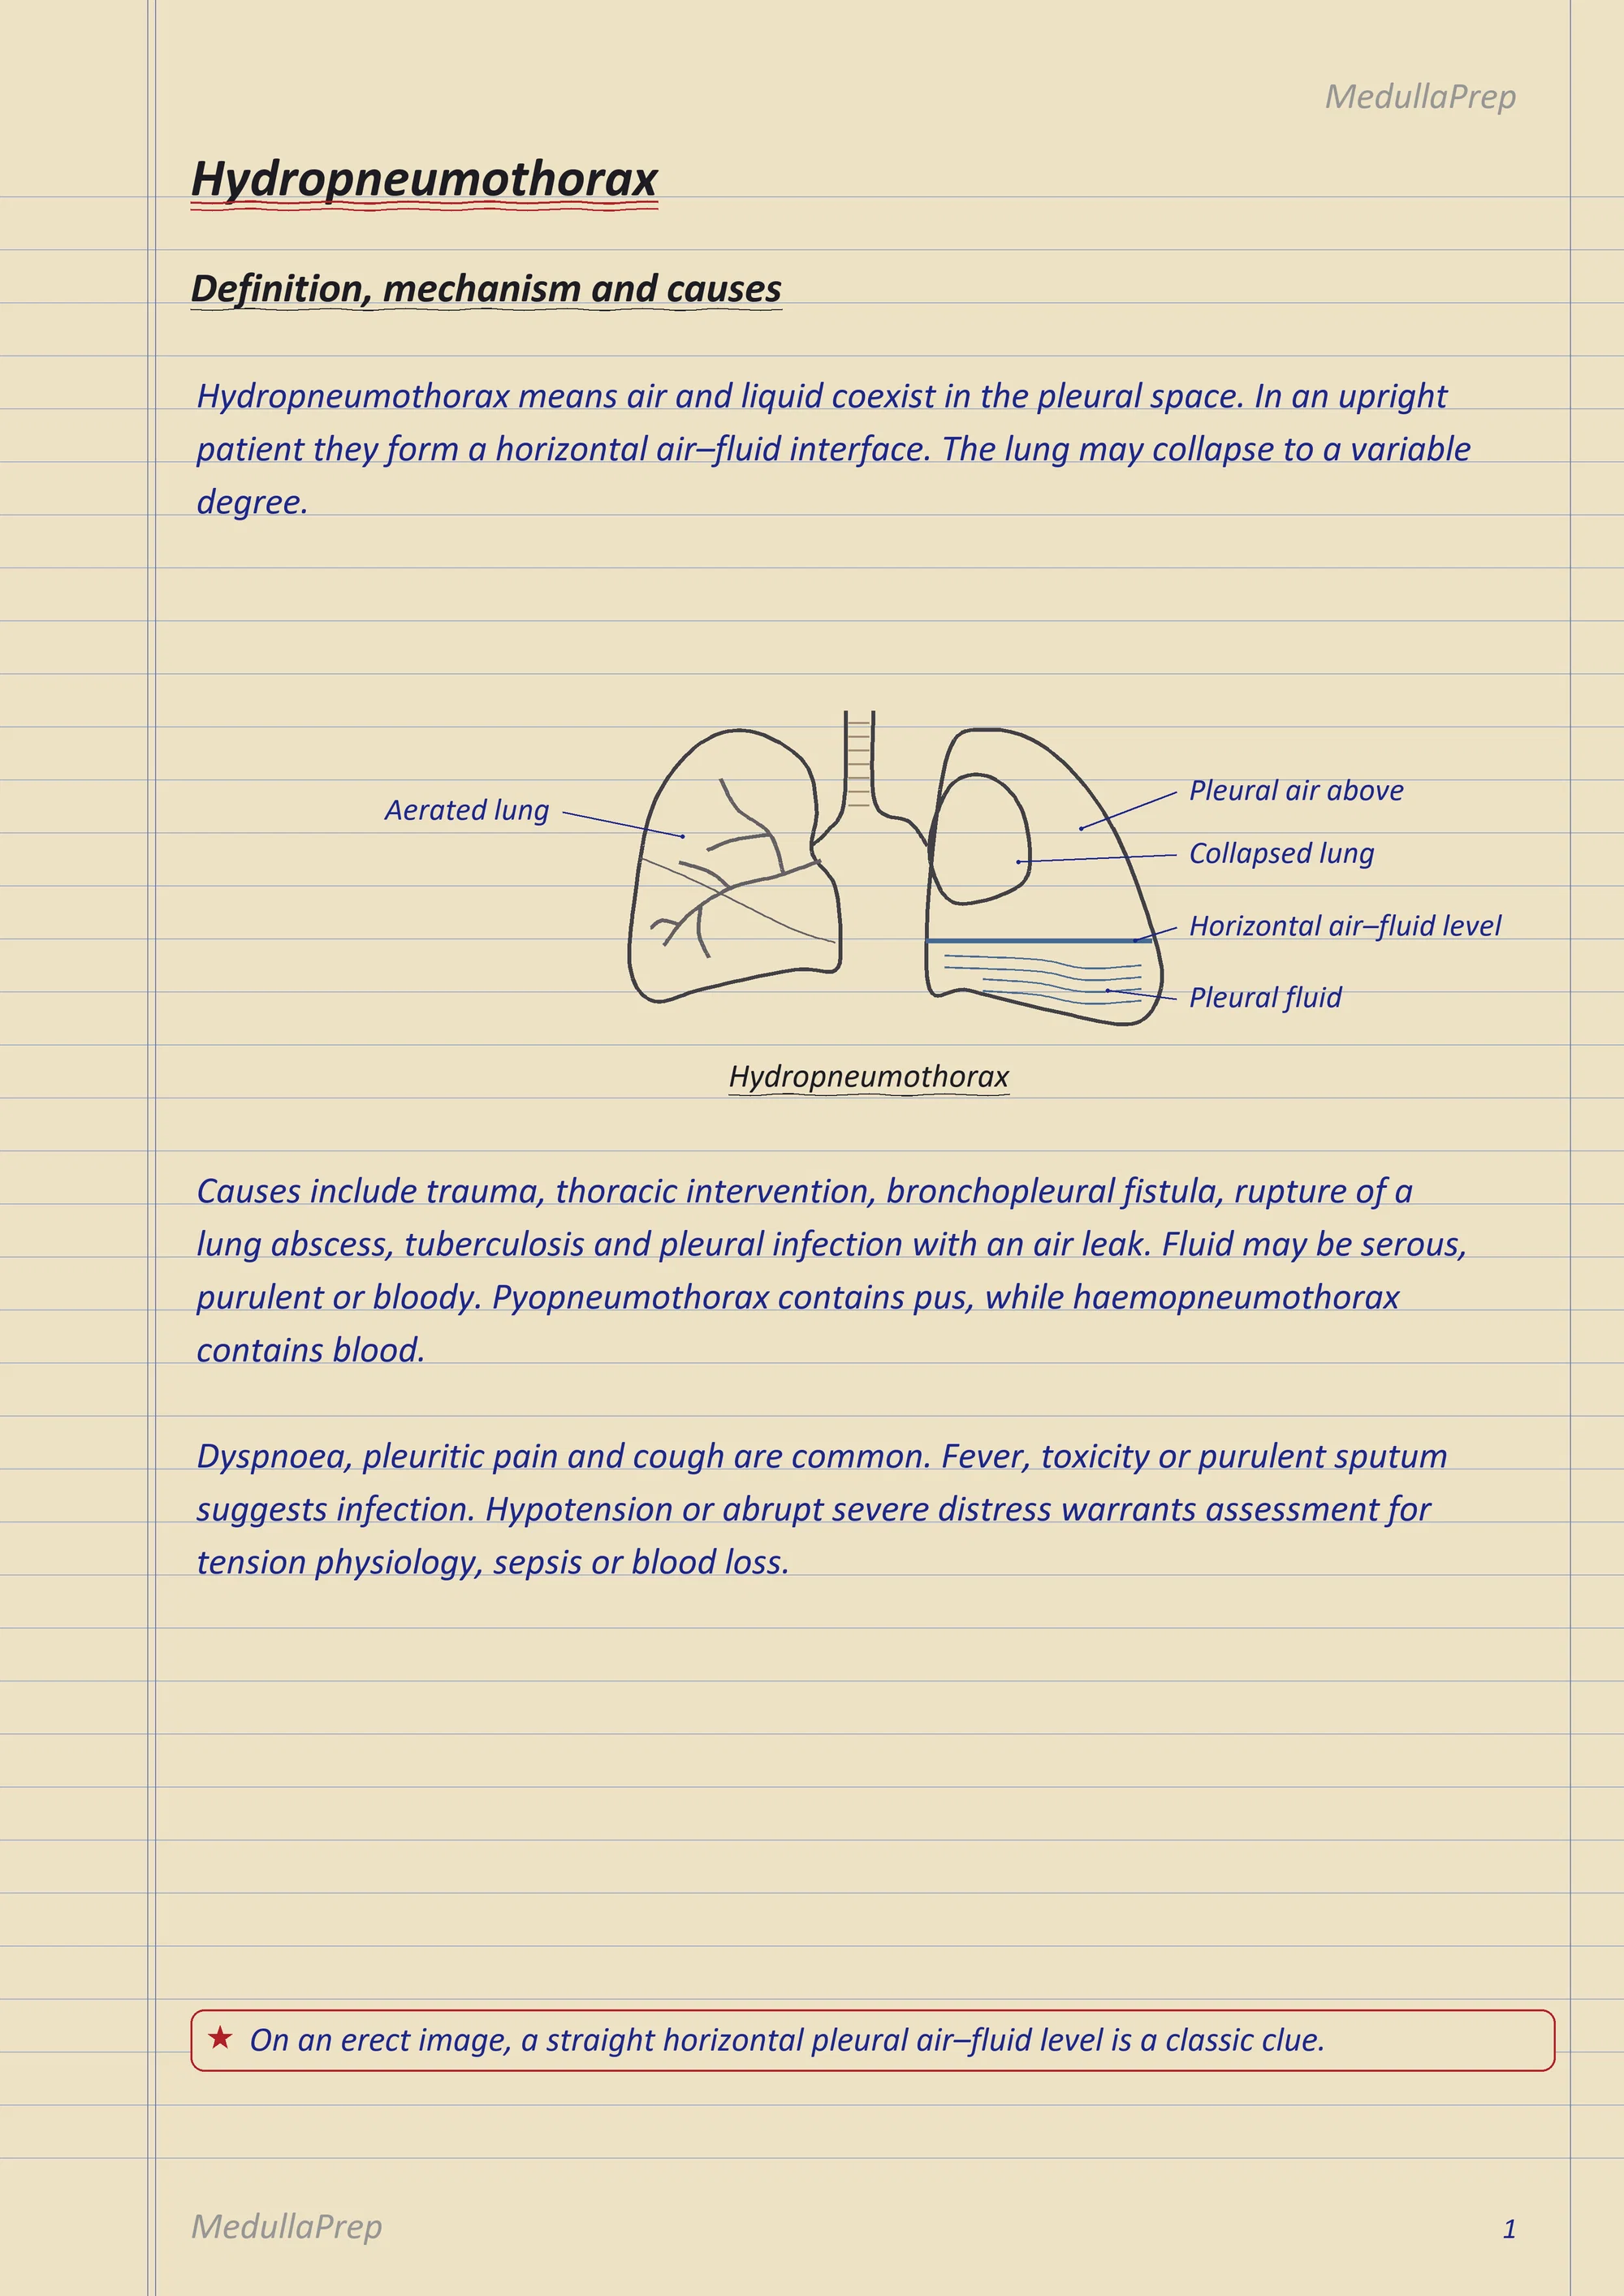 MedullaPrep
Hydropneumothorax
Definition, mechanism and causes
Hydropneumothorax means air and liquid coexist in the pleural space. In an upright
patient they form a horizontal air–fluid interface. The lung may collapse to a variable
degree.
Aerated lung
Pleural air above
Collapsed lung
Horizontal air–fluid level
Pleural fluid
Hydropneumothorax
Causes include trauma, thoracic intervention, bronchopleural fistula, rupture of a
lung abscess, tuberculosis and pleural infection with an air leak. Fluid may be serous,
purulent or bloody. Pyopneumothorax contains pus, while haemopneumothorax
contains blood.
Dyspnoea, pleuritic pain and cough are common. Fever, toxicity or purulent sputum
suggests infection. Hypotension or abrupt severe distress warrants assessment for
tension physiology, sepsis or blood loss.
★ On an erect image, a straight horizontal pleural air–fluid level is a classic clue.
MedullaPrep
1